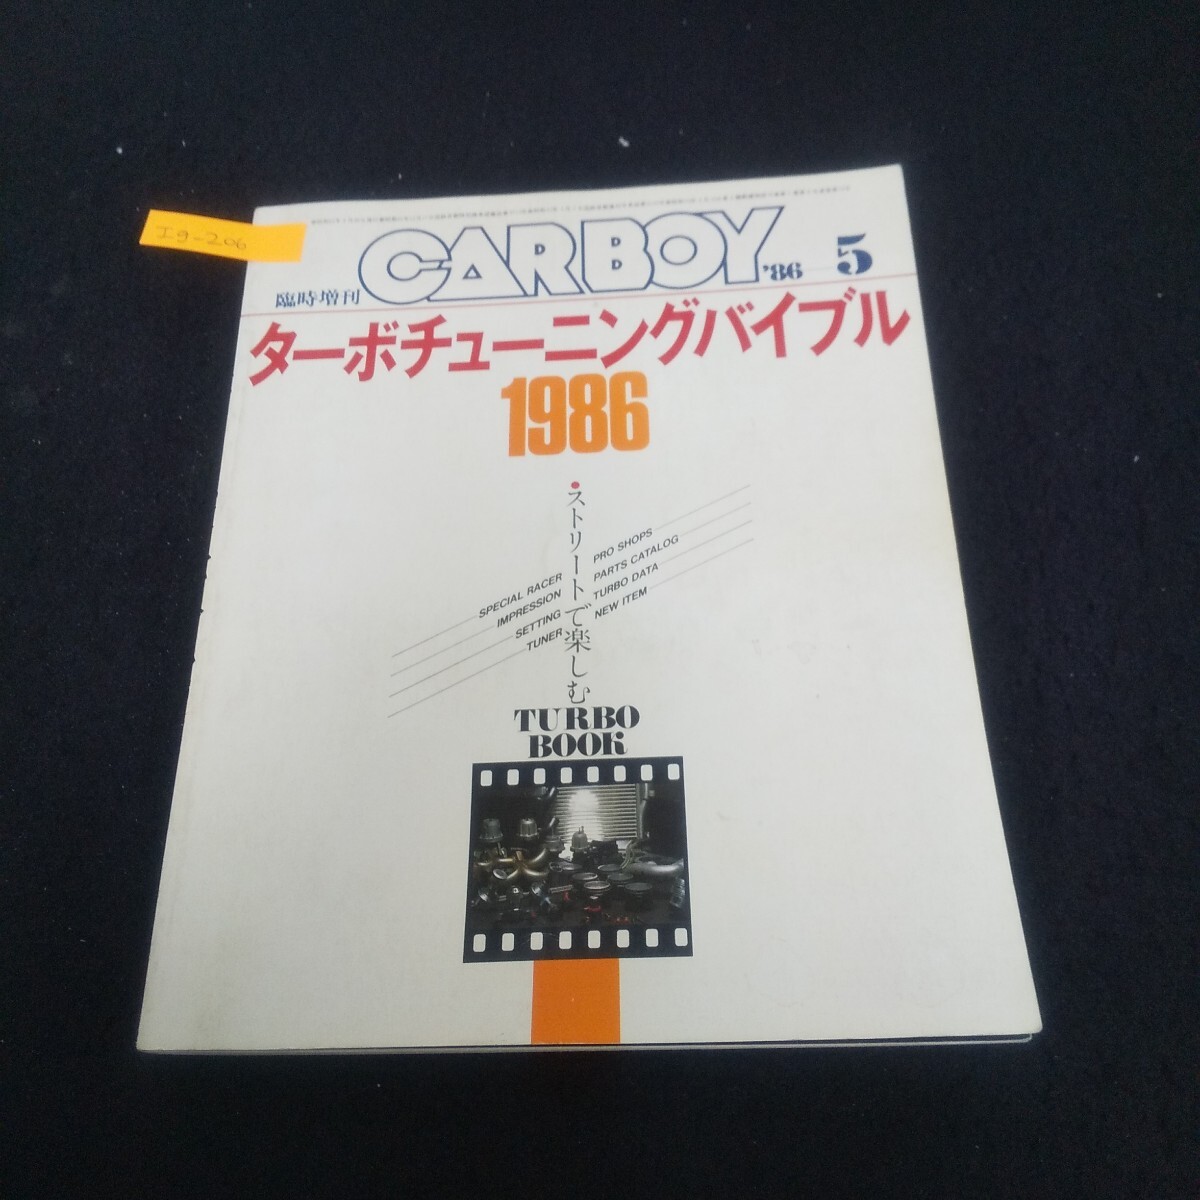 Ig-206
CARBOY
'86 5
臨時増刊
ターボチューニングバイブル
1986
・ストリートで楽しむ
SPECIAL RACER
IMPRESSION
SETTING
TUNER
PRO SHOPS
PARTS CATALOG
TURBO DATA
NEW ITEM
TURBO
BOOK